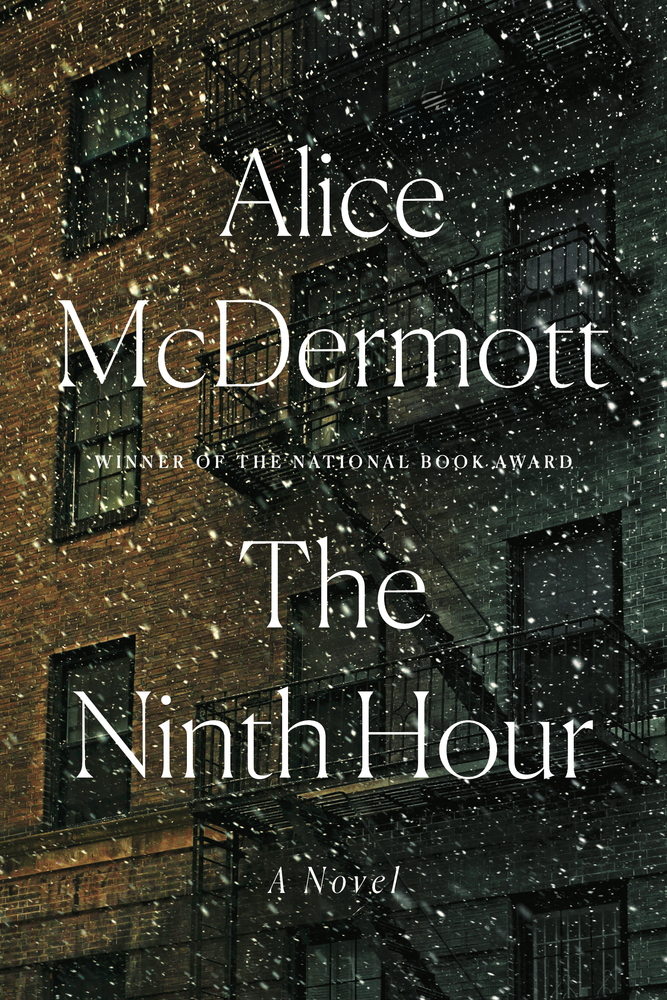 Alice
McDermott
WINNER OF THE NATIONAL BOOK AWARD
The
Ninth Hour
A Novel